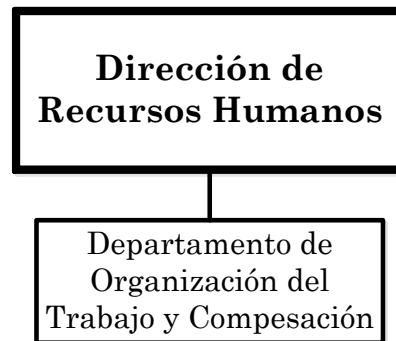 Dirección de
Recursos Humanos
Departamento de
Organización del
Trabajo y Compesación